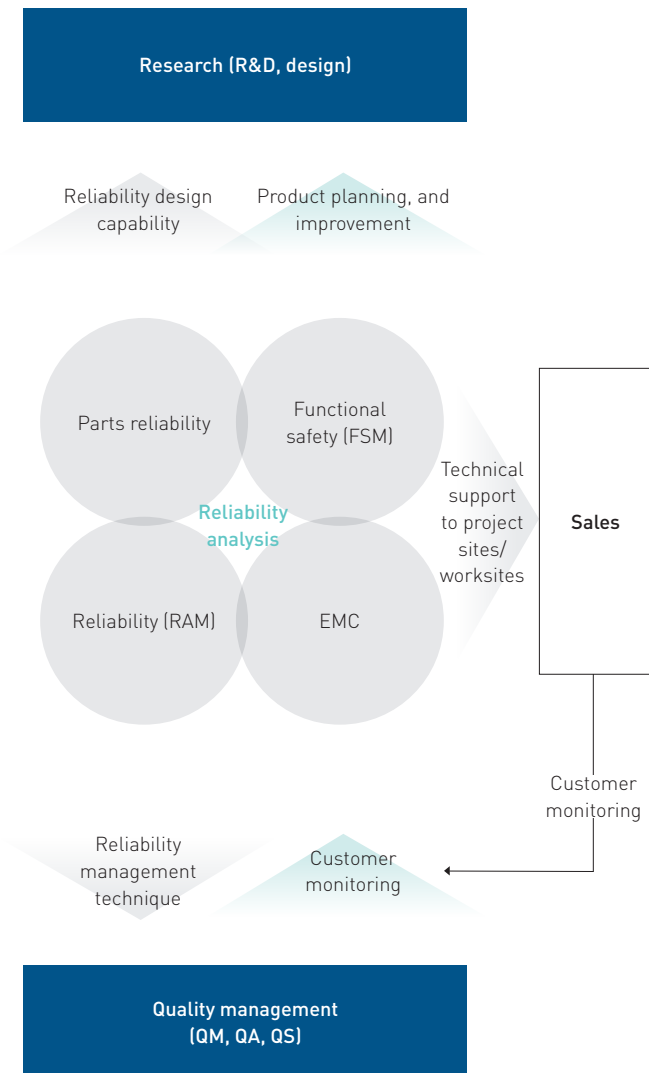 Research (R&D, design)
Reliability design
capability
Product planning, and
improvement
Parts reliability
Functional
safety (FSM)
Reliability
analysis
Reliability (RAM)
EMC
Technical
support
to project
sites/
worksites
Sales
Customer
monitoring
Reliability
management
technique
Customer
monitoring
Quality management
(QM, QA, QS)